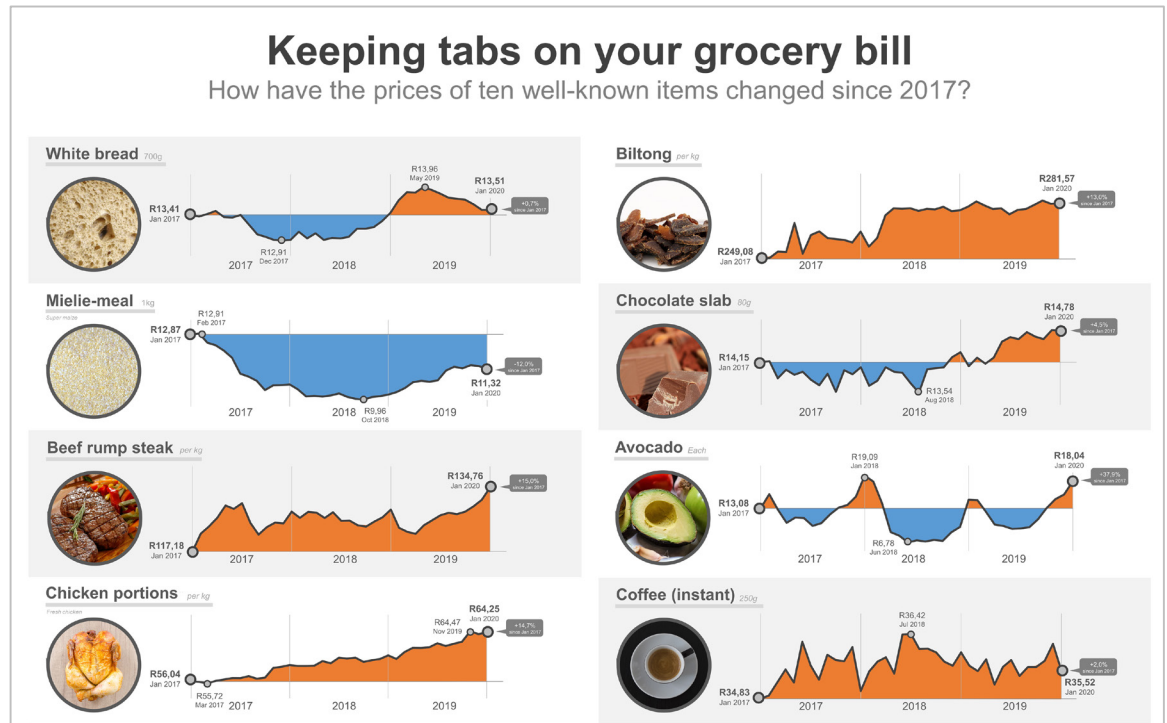 Keeping tabs on your grocery bill
How have the prices of ten well-known items changed since 2017?
White bread 700g
R13,96
May 2019
R13,51
Jan 2020
+0,7%
since Jan 2017
R13,41
Jan 2017
R12,91
Dec 2017
2017 2018 2019
Mielie-meal 1kg
Super maize
R12,91
Feb 2017
R12,87
Jan 2017
-12,0%
since Jan 2017
R11,32
Jan 2020
R9,96
Oct 2018
2017 2018 2019
Beef rump steak per kg
R134,76
Jan 2020
+15,0%
since Jan 2017
R117,18
Jan 2017
2017 2018 2019
Chicken portions per kg
Fresh chicken
R64,25
Jan 2020
R64,47
Nov 2019
+14,7%
since Jan 2017
R56,04
Jan 2017
R55,72
Mar 2017
2017 2018 2019
Biltong per kg
R281,57
Jan 2020
+13,0%
since Jan 2017
R249,08
Jan 2017
2017 2018 2019
Chocolate slab 80g
R14,78
Jan 2020
+4,5%
since Jan 2017
R14,15
Jan 2017
R13,54
Aug 2018
2017 2018 2019
Avocado Each
R19,09
Jan 2018
R18,04
Jan 2020
+37,9%
since Jan 2017
R13,08
Jan 2017
R6,78
Jun 2018
2017 2018 2019
Coffee (instant) 250g
R36,42
Jul 2018
+2,0%
since Jan 2017
R35,52
Jan 2020
R34,83
Jan 2017
2017 2018 2019